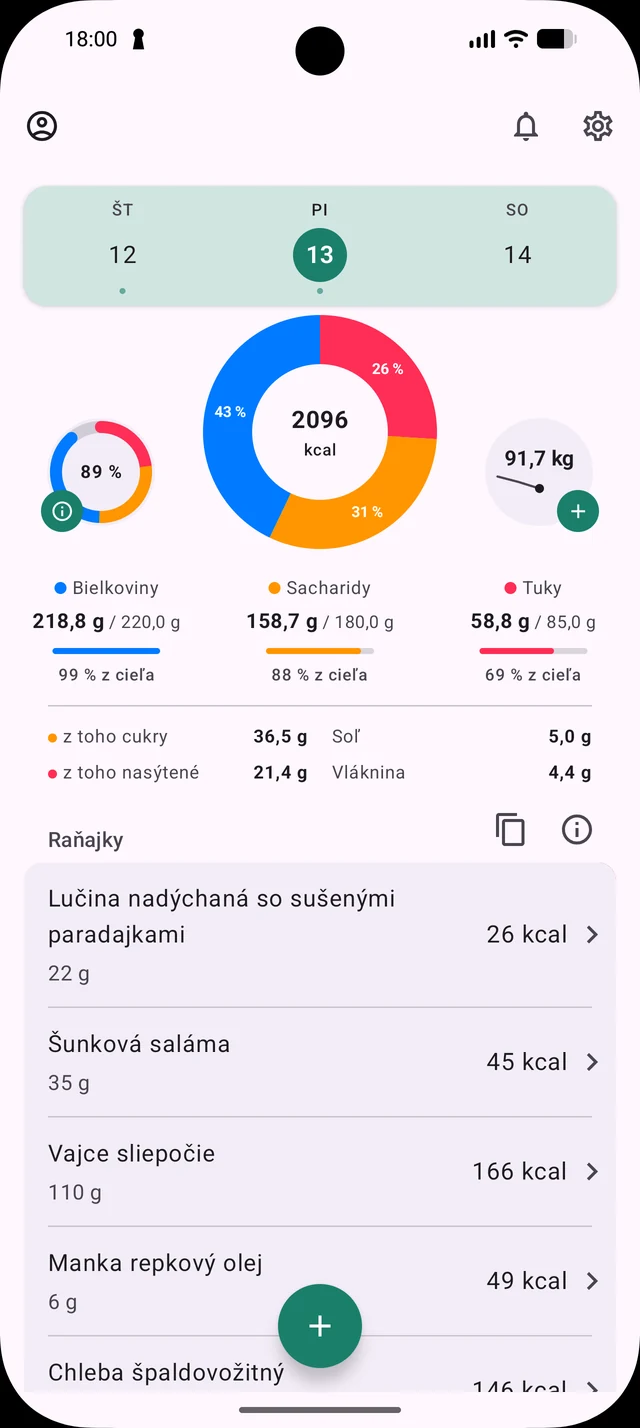 18:00
ŠT PI SO
12 13 14
26 %
43 %
31 %
2096
kcal
89 %
91,7 kg
Bielkoviny
218,8 g / 220,0 g
99 % z cieľa
Sacharidy
158,7 g / 180,0 g
88 % z cieľa
Tuky
58,8 g / 85,0 g
69 % z cieľa
z toho cukry 36,5 g
Soľ 5,0 g
z toho nasýtené 21,4 g
Vláknina 4,4 g
Raňajky
Lučina nadýchaná so sušenými
paradajkami
22 g
26 kcal
Šunková saláma
35 g
45 kcal
Vajce sliepočie
110 g
166 kcal
Manka repkový olej
6 g
49 kcal
Chleba špaldovožitný
146 kcal